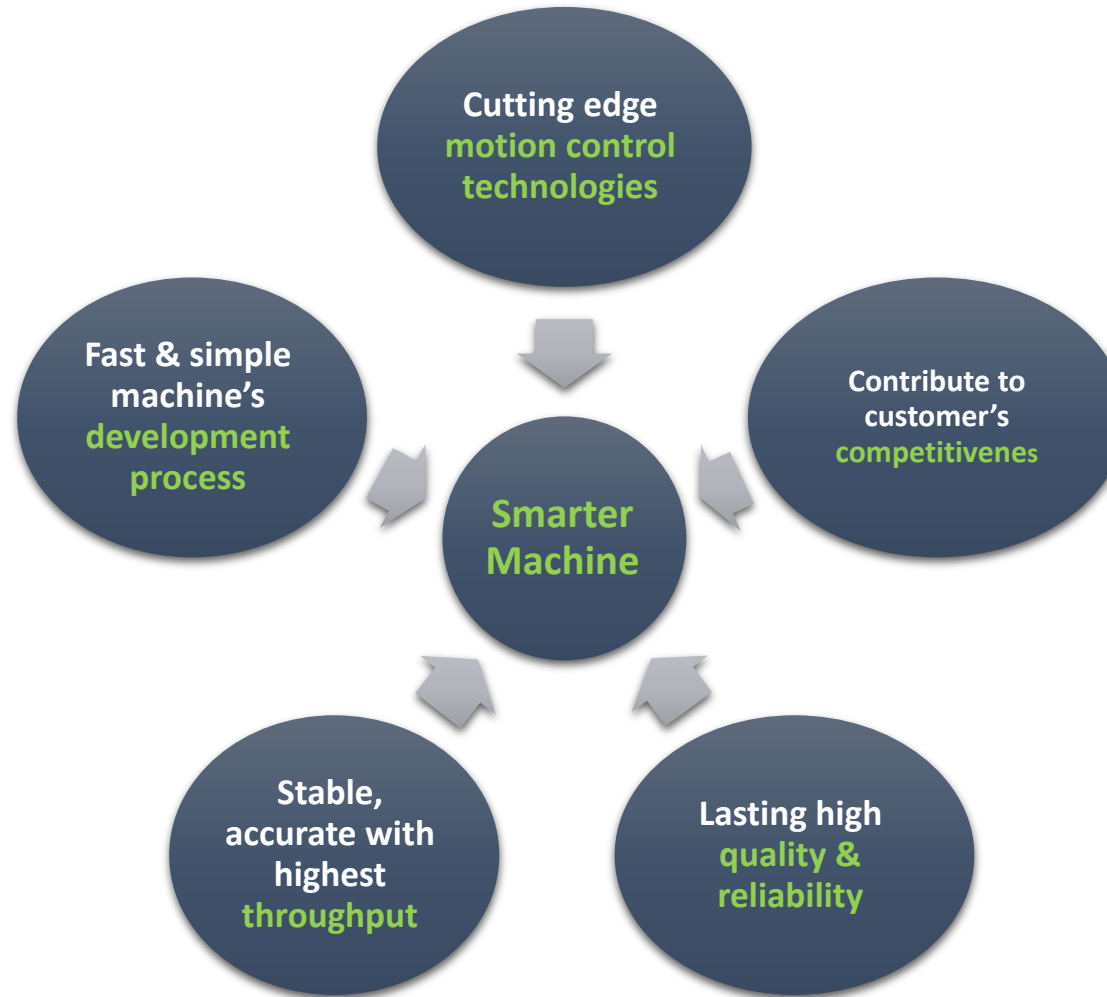 Cutting edge
motion control
technologies
Fast & simple
machine’s
development
process
Contribute to
customer’s
competitivenes
Smarter
Machine
Stable,
accurate with
highest
throughput
Lasting high
quality &
reliability